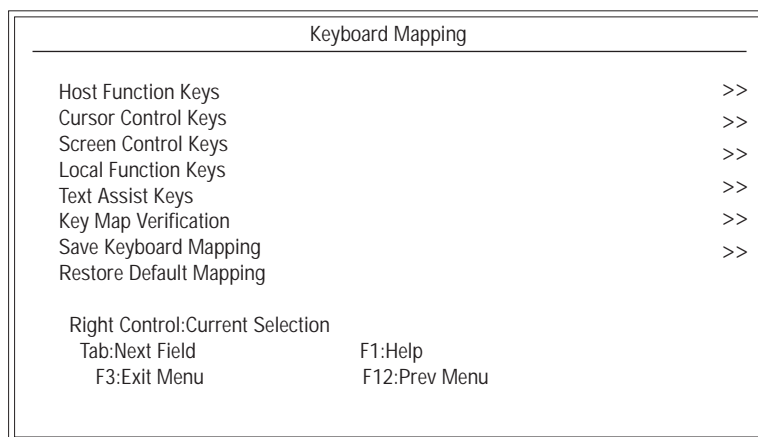 Keyboard Mapping
Host Function Keys >>
Cursor Control Keys >>
Screen Control Keys >>
Local Function Keys >>
Text Assist Keys >>
Key Map Verification >>
Save Keyboard Mapping
Restore Default Mapping
Right Control:Current Selection
Tab:Next Field F1:Help
F3:Exit Menu F12:Prev Menu